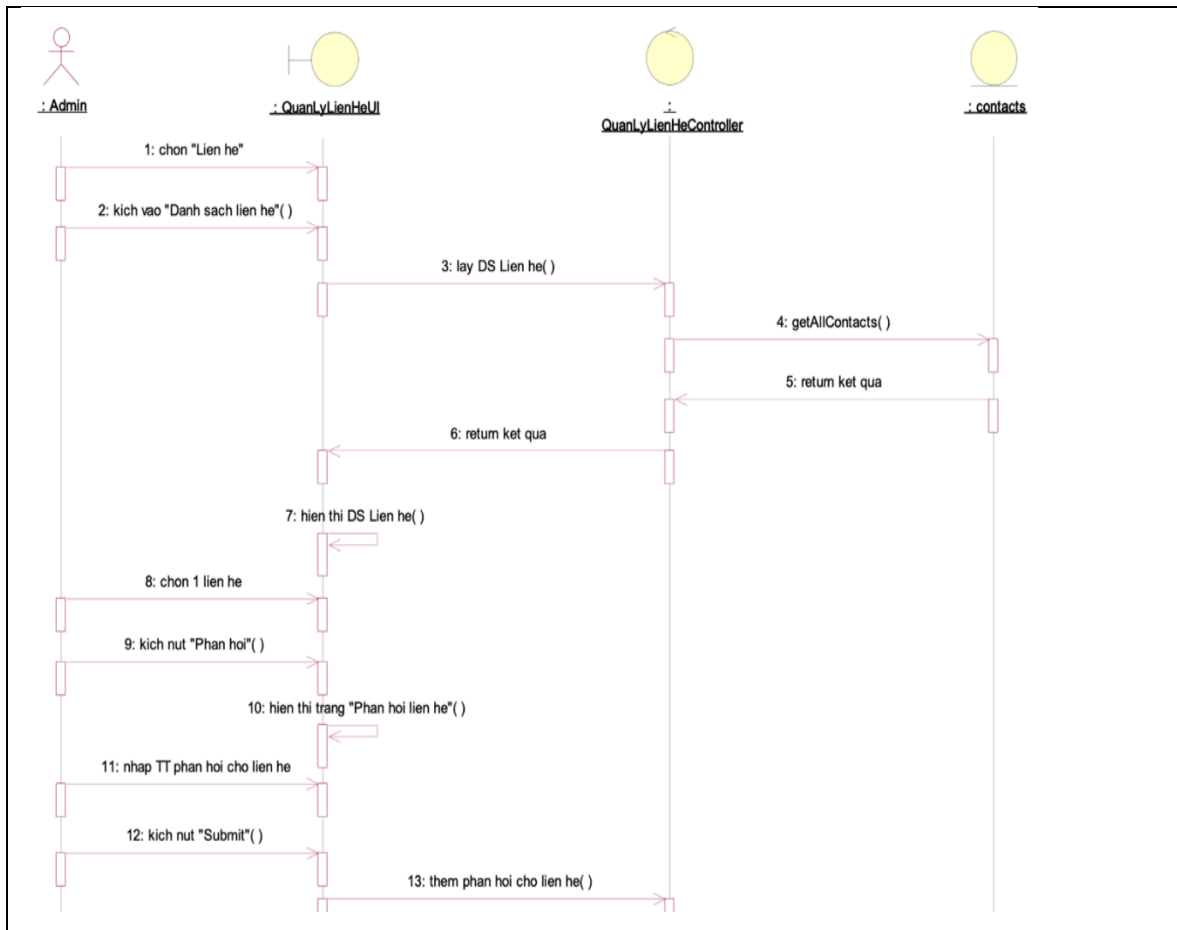 : Admin
: QuanLyLienHeUI
:
QuanLyLienHeController
: contacts
1: chon "Lien he"
2: kich vao "Danh sach lien he"( )
3: lay DS Lien he( )
4: getAllContacts( )
5: return ket qua
6: return ket qua
7: hien thi DS Lien he( )
8: chon 1 lien he
9: kich nut "Phan hoi"( )
10: hien thi trang "Phan hoi lien he"( )
11: nhap TT phan hoi cho lien he
12: kich nut "Submit"( )
13: them phan hoi cho lien he( )